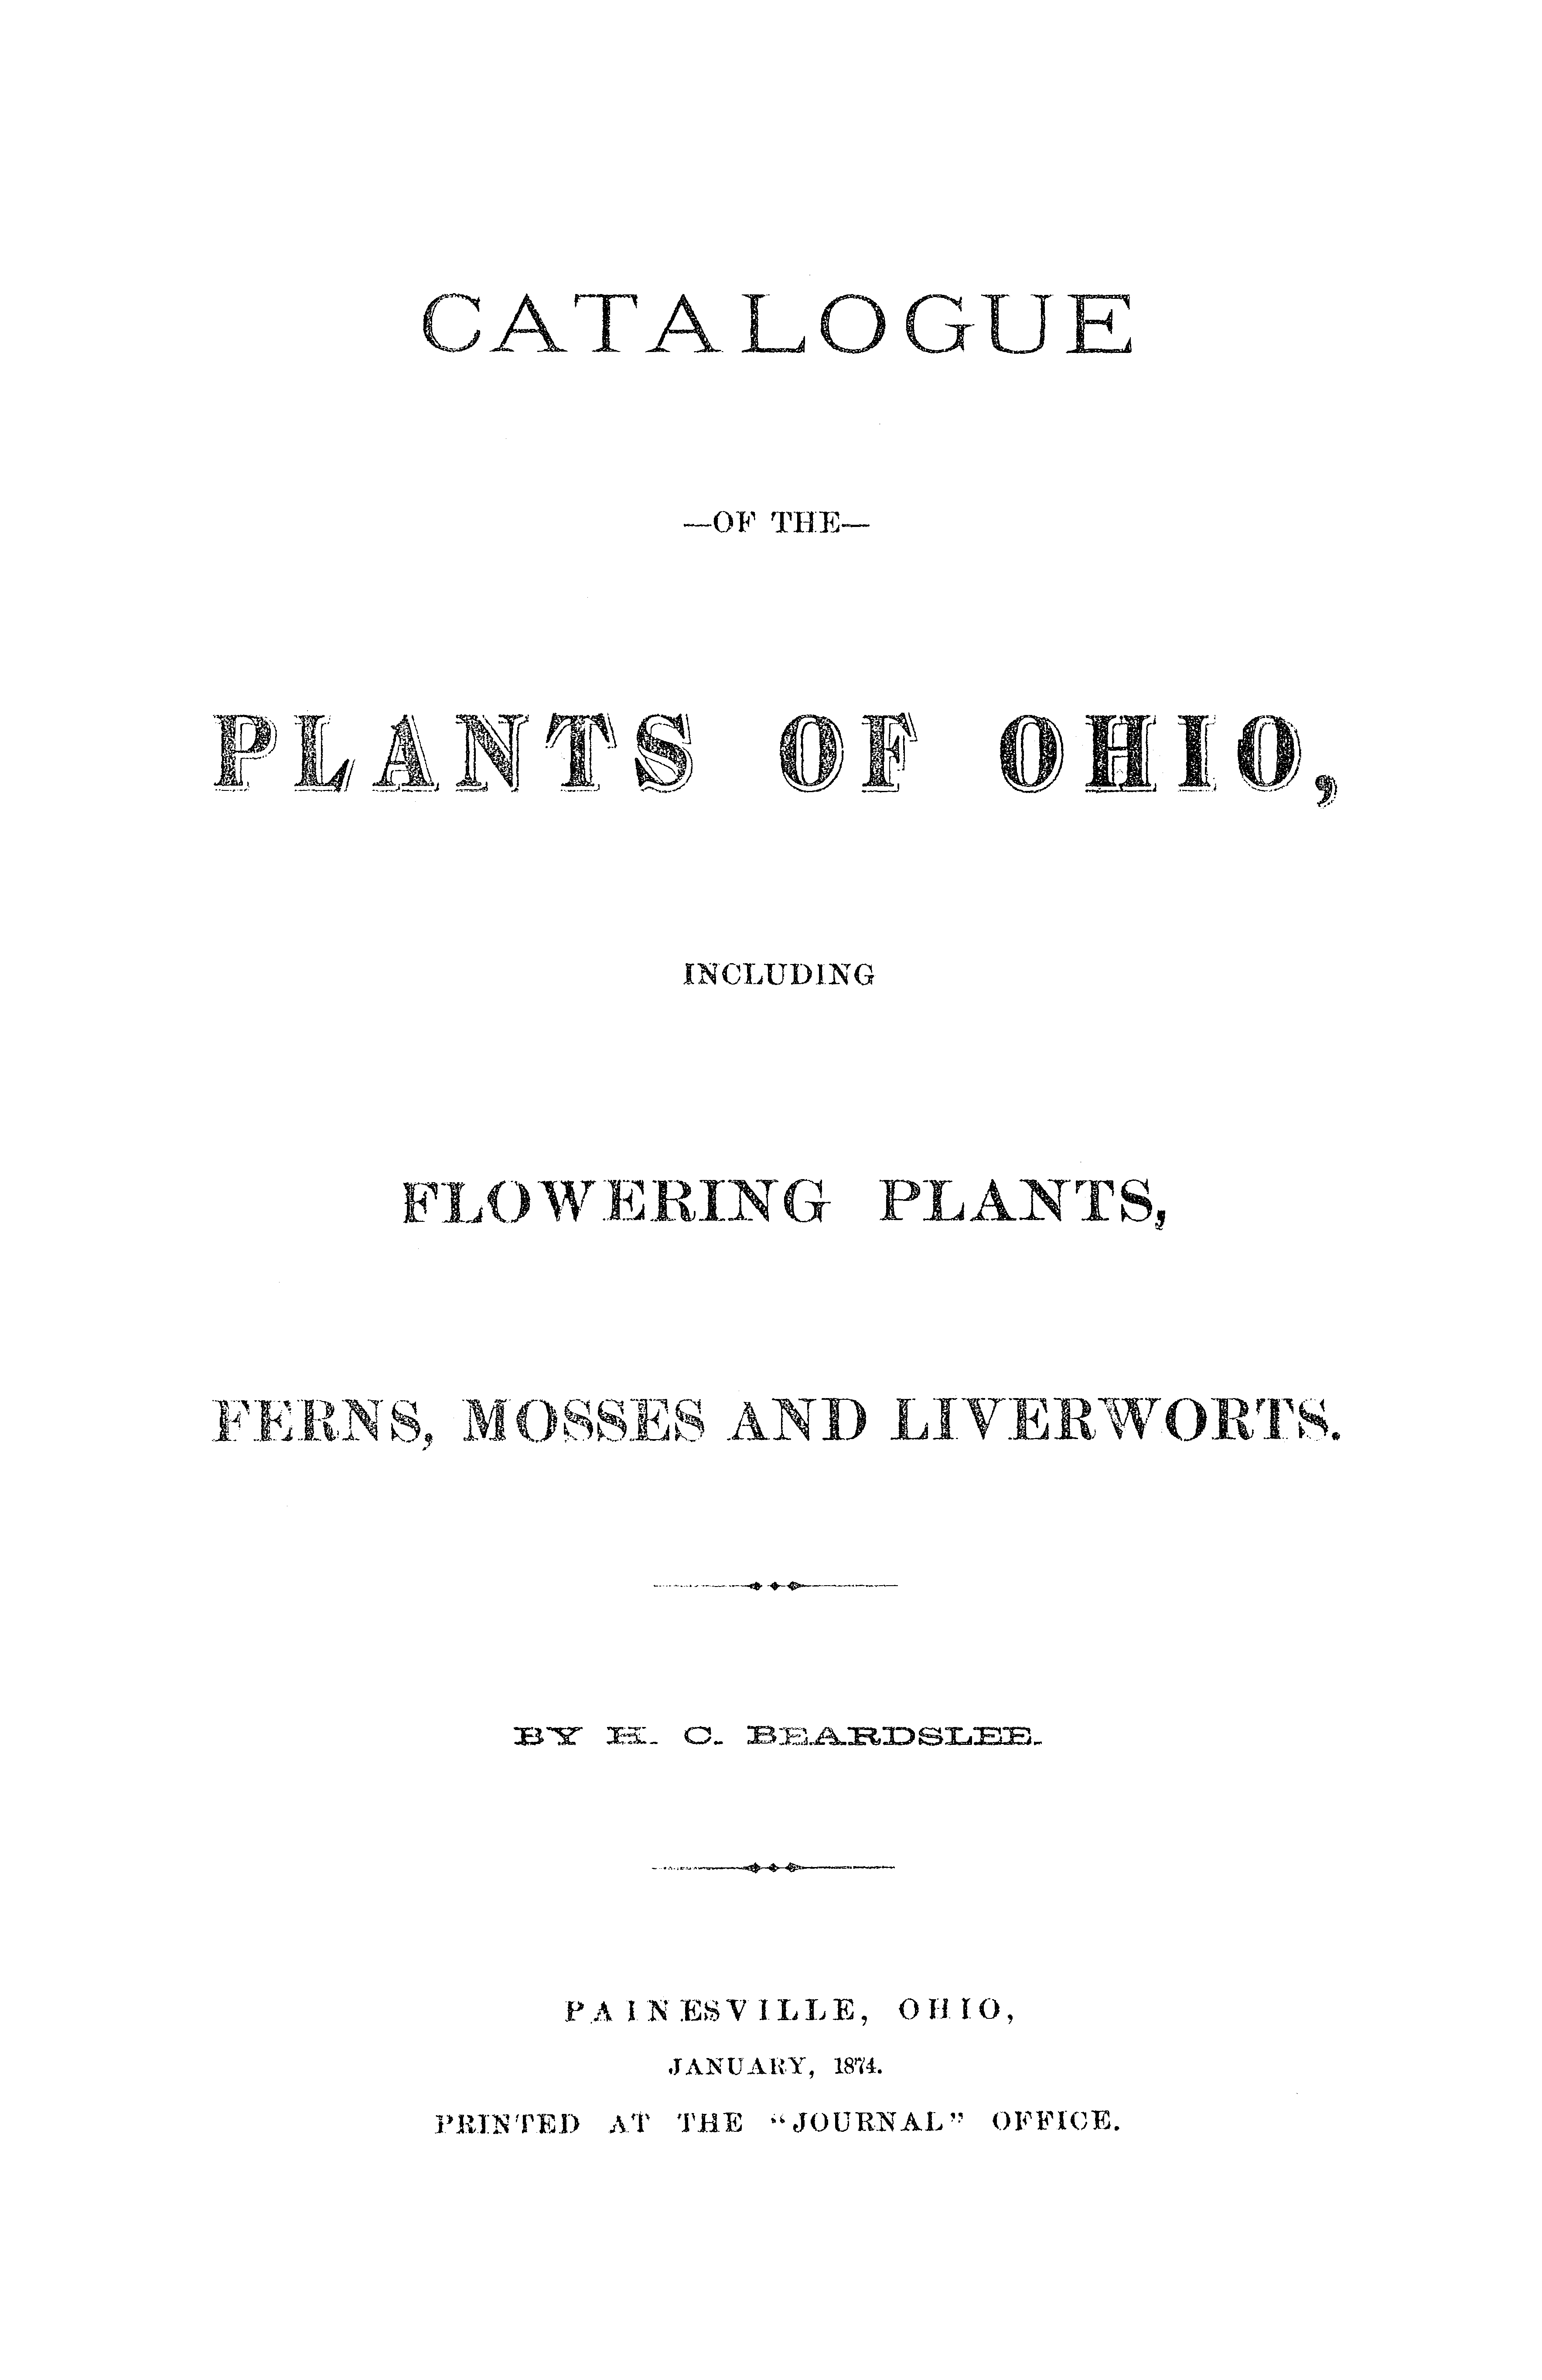 CATALOGUE
—OF THE—
PLANTS OF OHIO,
INCLUDING
FLOWERING PLANTS,
FERNS, MOSSES AND LIVERWORTS.
BY H. C. BEARDSLEE.
PAINESVILLE, OHIO,
JANUARY, 1874.
PRINTED AT THE “JOURNAL” OFFICE.